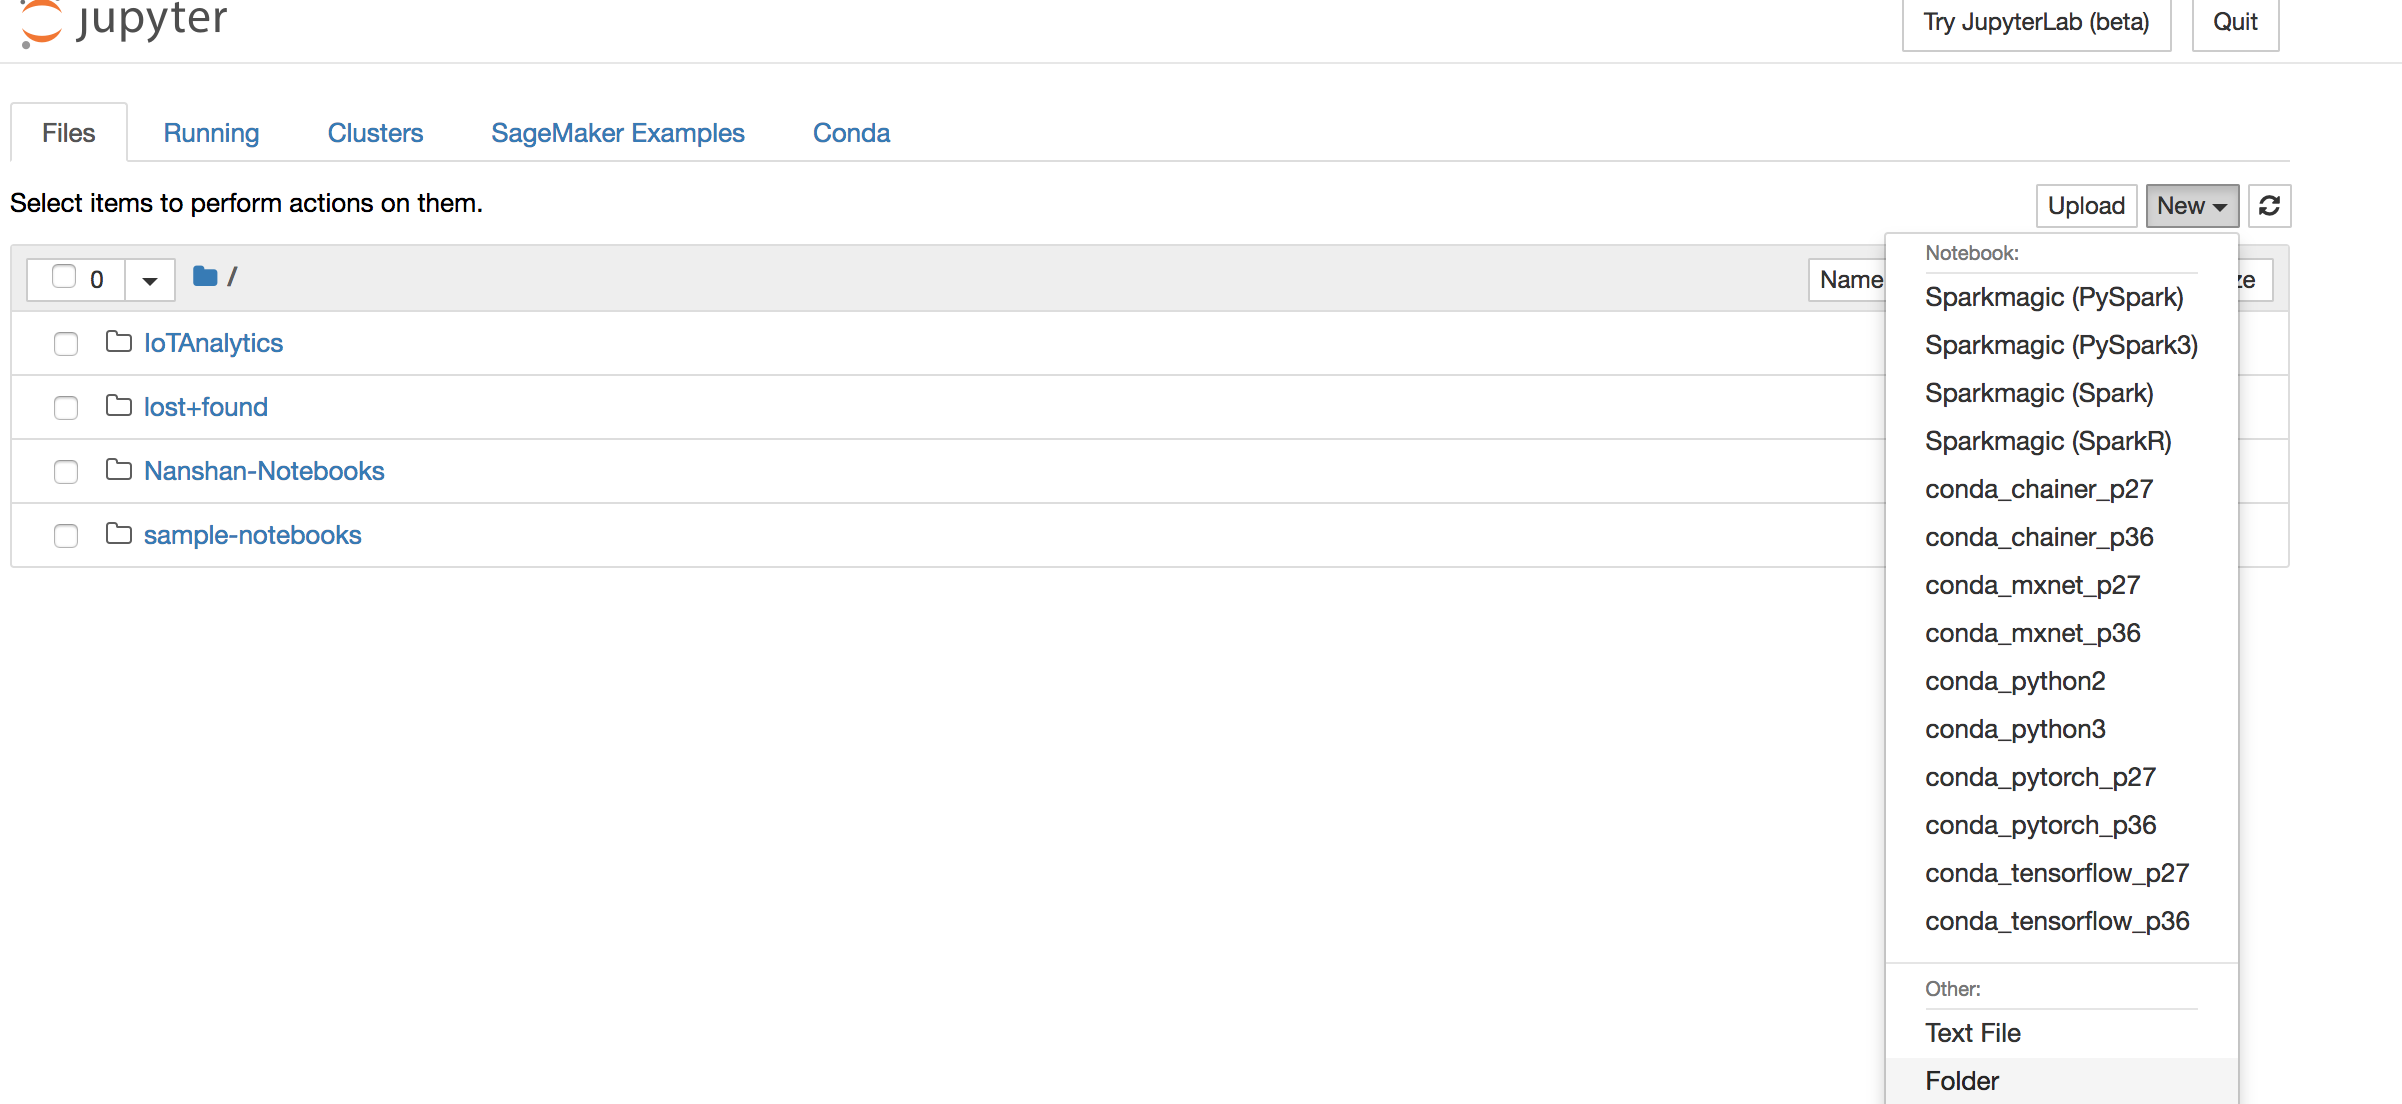 jupyter
Try JupyterLab (beta)
Quit
Files
Running
Clusters
SageMaker Examples
Conda
Select items to perform actions on them.
Upload
New
0
/
Name
ze
IoTAnalytics
lost+found
Nanshan-Notebooks
sample-notebooks
Notebook:
Sparkmagic (PySpark)
Sparkmagic (PySpark3)
Sparkmagic (Spark)
Sparkmagic (SparkR)
conda_chainer_p27
conda_chainer_p36
conda_mxnet_p27
conda_mxnet_p36
conda_python2
conda_python3
conda_pytorch_p27
conda_pytorch_p36
conda_tensorflow_p27
conda_tensorflow_p36
Other:
Text File
Folder